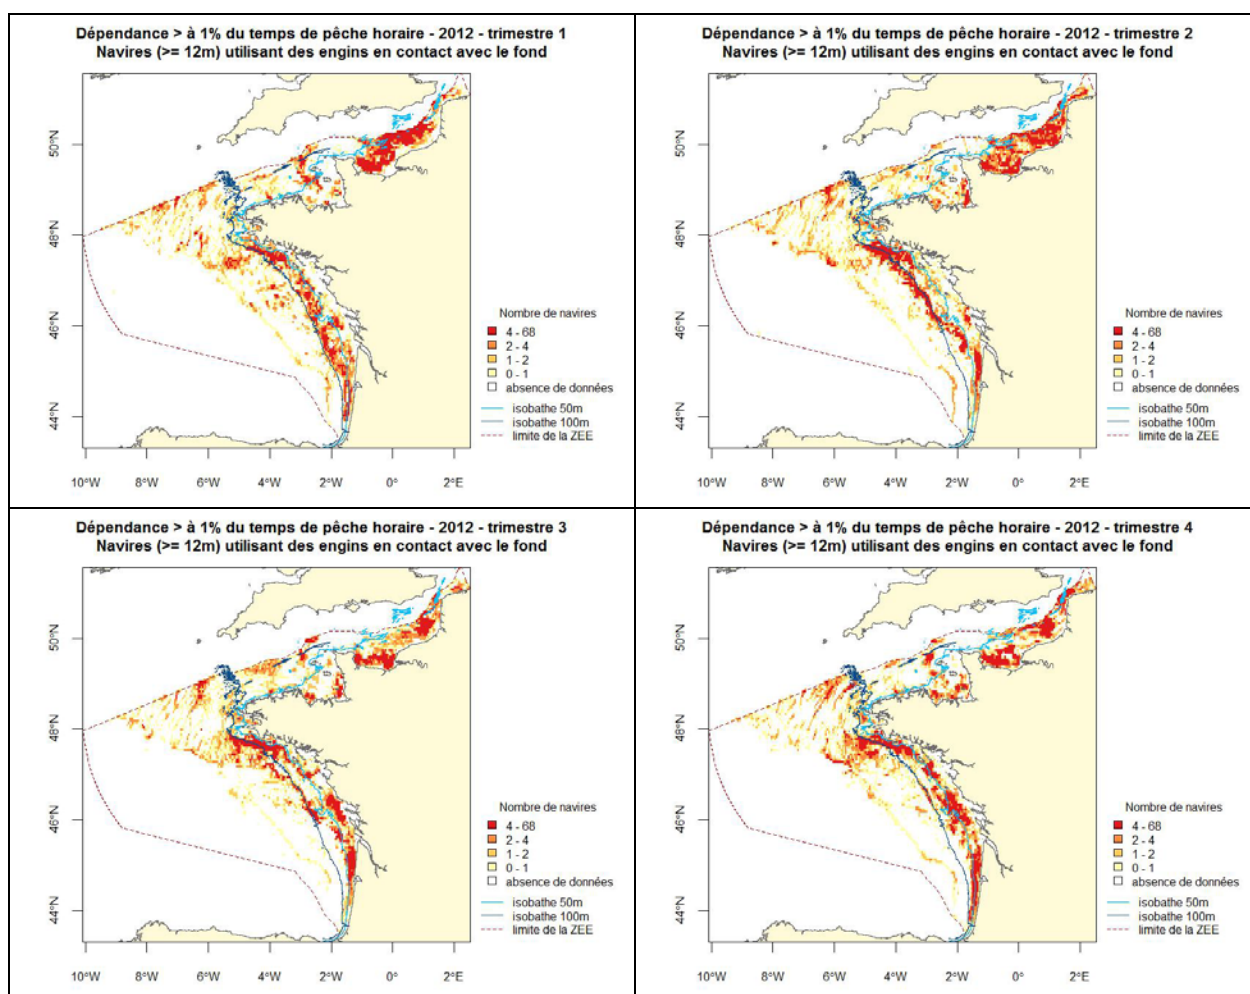 Dépendance > à 1% du temps de pêche horaire - 2012 - trimestre 1
Navires (>= 12m) utilisant des engins en contact avec le fond
50°N
48°N
46°N
44°N
Nombre de navires
4 - 68
2 - 4
1 - 2
0 - 1
absence de données
isobathe 50m
isobathe 100m
limite de la ZEE
10°W 8°W 6°W 4°W 2°W 0° 2°E
Dépendance > à 1% du temps de pêche horaire - 2012 - trimestre 2
Navires (>= 12m) utilisant des engins en contact avec le fond
50°N
48°N
46°N
44°N
Nombre de navires
4 - 68
2 - 4
1 - 2
0 - 1
absence de données
isobathe 50m
isobathe 100m
limite de la ZEE
10°W 8°W 6°W 4°W 2°W 0° 2°E
Dépendance > à 1% du temps de pêche horaire - 2012 - trimestre 3
Navires (>= 12m) utilisant des engins en contact avec le fond
50°N
48°N
46°N
44°N
Nombre de navires
4 - 68
2 - 4
1 - 2
0 - 1
absence de données
isobathe 50m
isobathe 100m
limite de la ZEE
10°W 8°W 6°W 4°W 2°W 0° 2°E
Dépendance > à 1% du temps de pêche horaire - 2012 - trimestre 4
Navires (>= 12m) utilisant des engins en contact avec le fond
50°N
48°N
46°N
44°N
Nombre de navires
4 - 68
2 - 4
1 - 2
0 - 1
absence de données
isobathe 50m
isobathe 100m
limite de la ZEE
10°W 8°W 6°W 4°W 2°W 0° 2°E